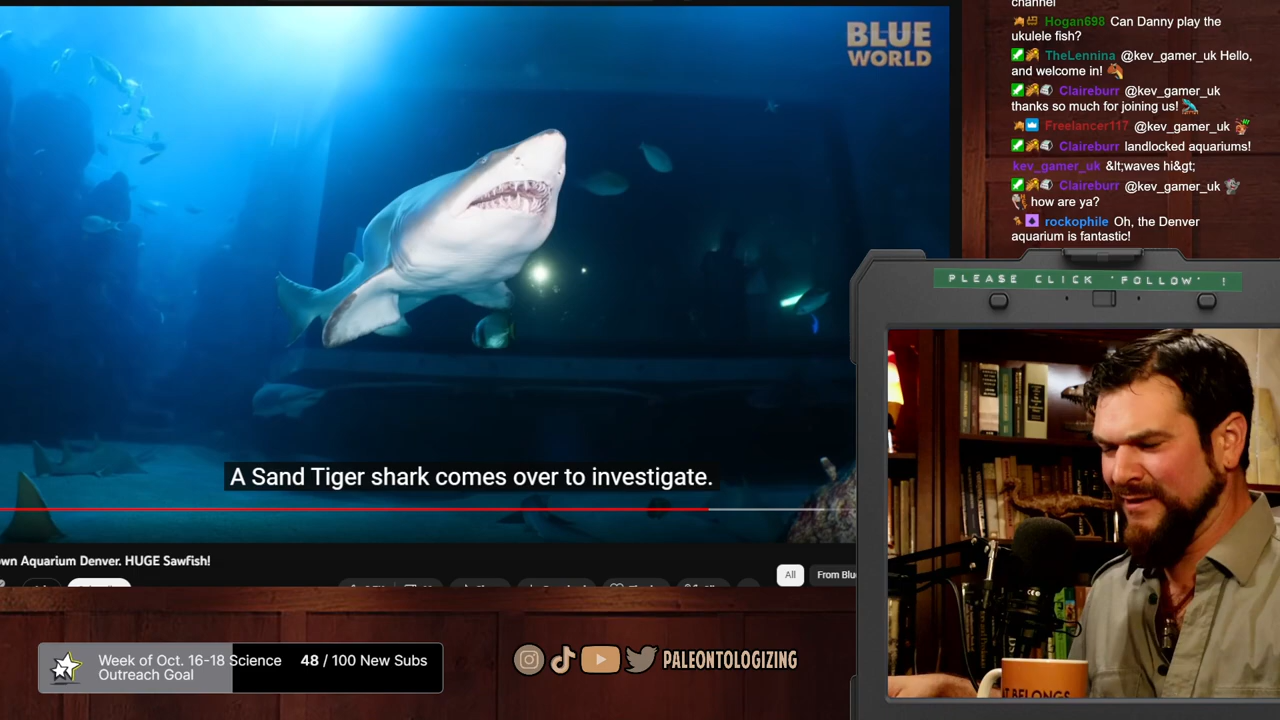 channel
Hogan698 Can Danny play the
ukulele fish?
TheLennina @kev_gamer_uk Hello,
and welcome in!
Claireburr @kev_gamer_uk
thanks so much for joining us!
Freelancer117 @kev_gamer_uk
Claireburr landlocked aquariums!
kev_gamer_uk &lt;waves hi&gt;
Claireburr @kev_gamer_uk
how are ya?
rockophile Oh, the Denver
aquarium is fantastic!
BLUE
WORLD
PLEASE CLICK 'FOLLOW' !
A Sand Tiger shark comes over to investigate.
wn Aquarium Denver. HUGE Sawfish!
All
From Blu
Week of Oct. 16-18 Science
Outreach Goal
48 / 100 New Subs
PALEONTOLOGIZING
AT BELONGS